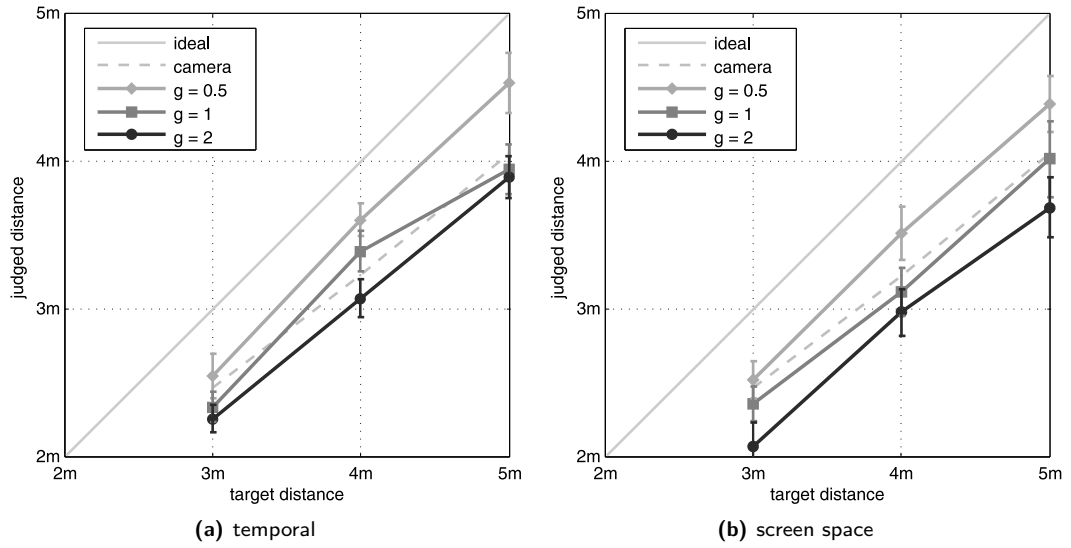 5m
4m
3m
2m
judged distance
ideal
camera
g = 0.5
g = 1
g = 2
2m 3m 4m 5m
target distance
(a) temporal
5m
4m
3m
2m
judged distance
ideal
camera
g = 0.5
g = 1
g = 2
2m 3m 4m 5m
target distance
(b) screen space